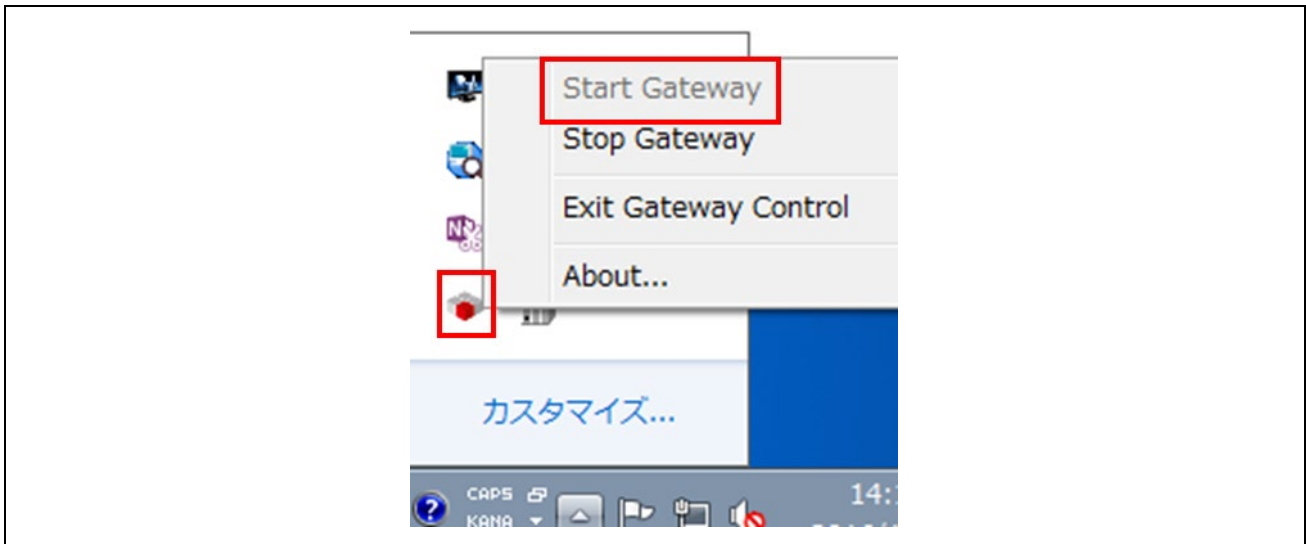 Start Gateway
Stop Gateway
Exit Gateway Control
About...
カスタマイズ...
CAPS
KANA
14: